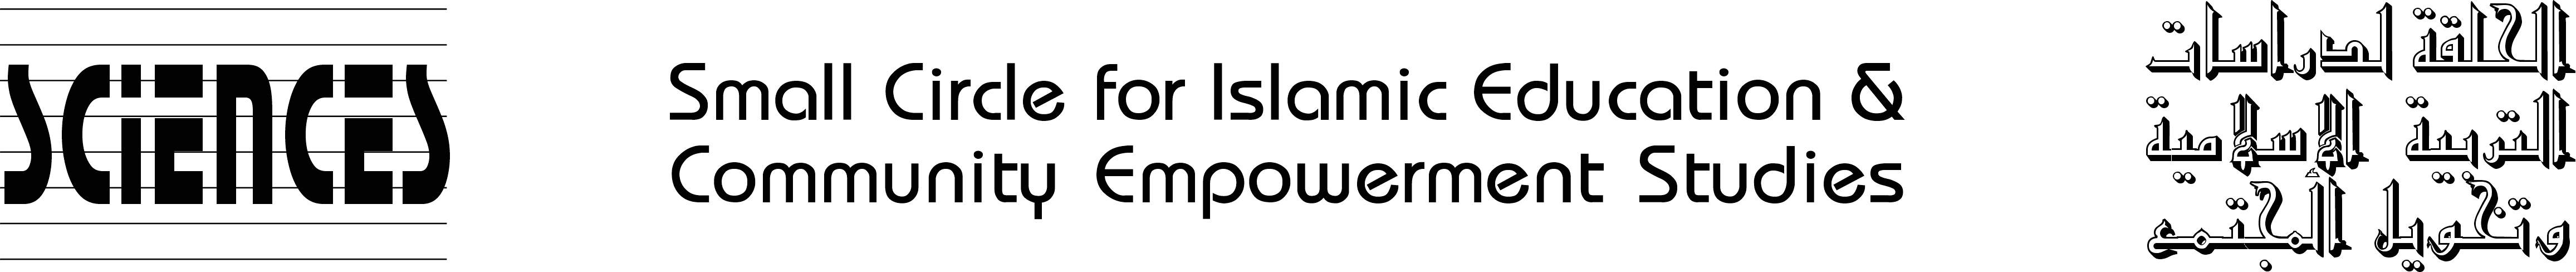 SCiENCES
Small Circle for Islamic Education &
Community Empowerment Studies
الحلقة لدراسات
التربية الإسلامية
وتحويل المجتمع